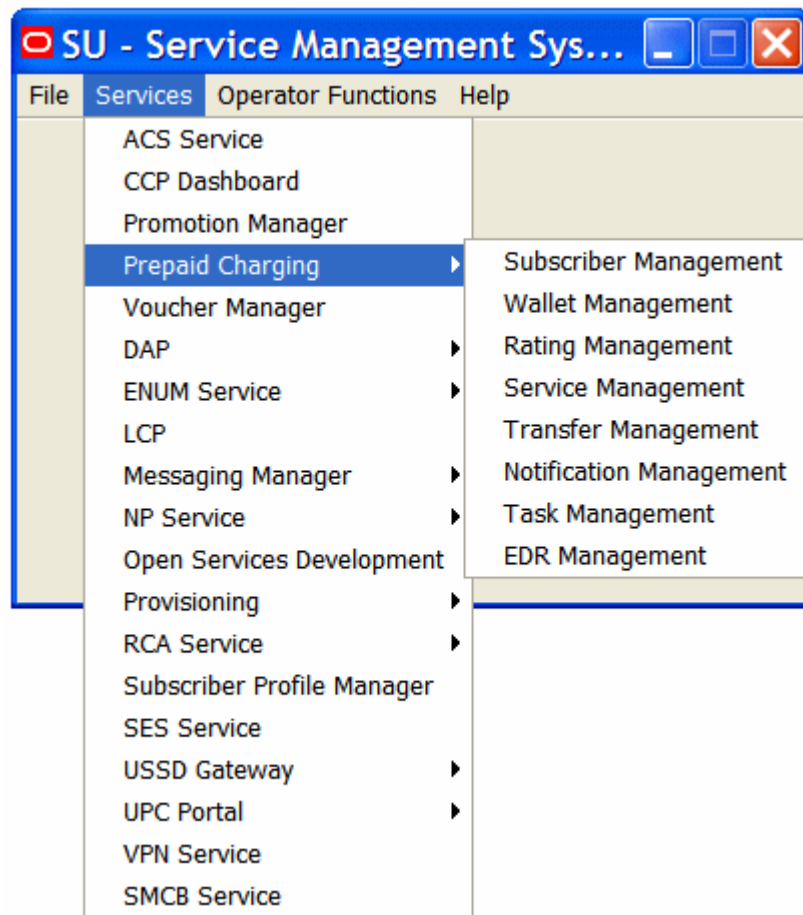 SU - Service Management Sys...
File Services Operator Functions Help
ACS Service
CCP Dashboard
Promotion Manager
Prepaid Charging
Voucher Manager
DAP
ENUM Service
LCP
Messaging Manager
NP Service
Open Services Development
Provisioning
RCA Service
Subscriber Profile Manager
SES Service
USSD Gateway
UPC Portal
VPN Service
SMCB Service
Subscriber Management
Wallet Management
Rating Management
Service Management
Transfer Management
Notification Management
Task Management
EDR Management